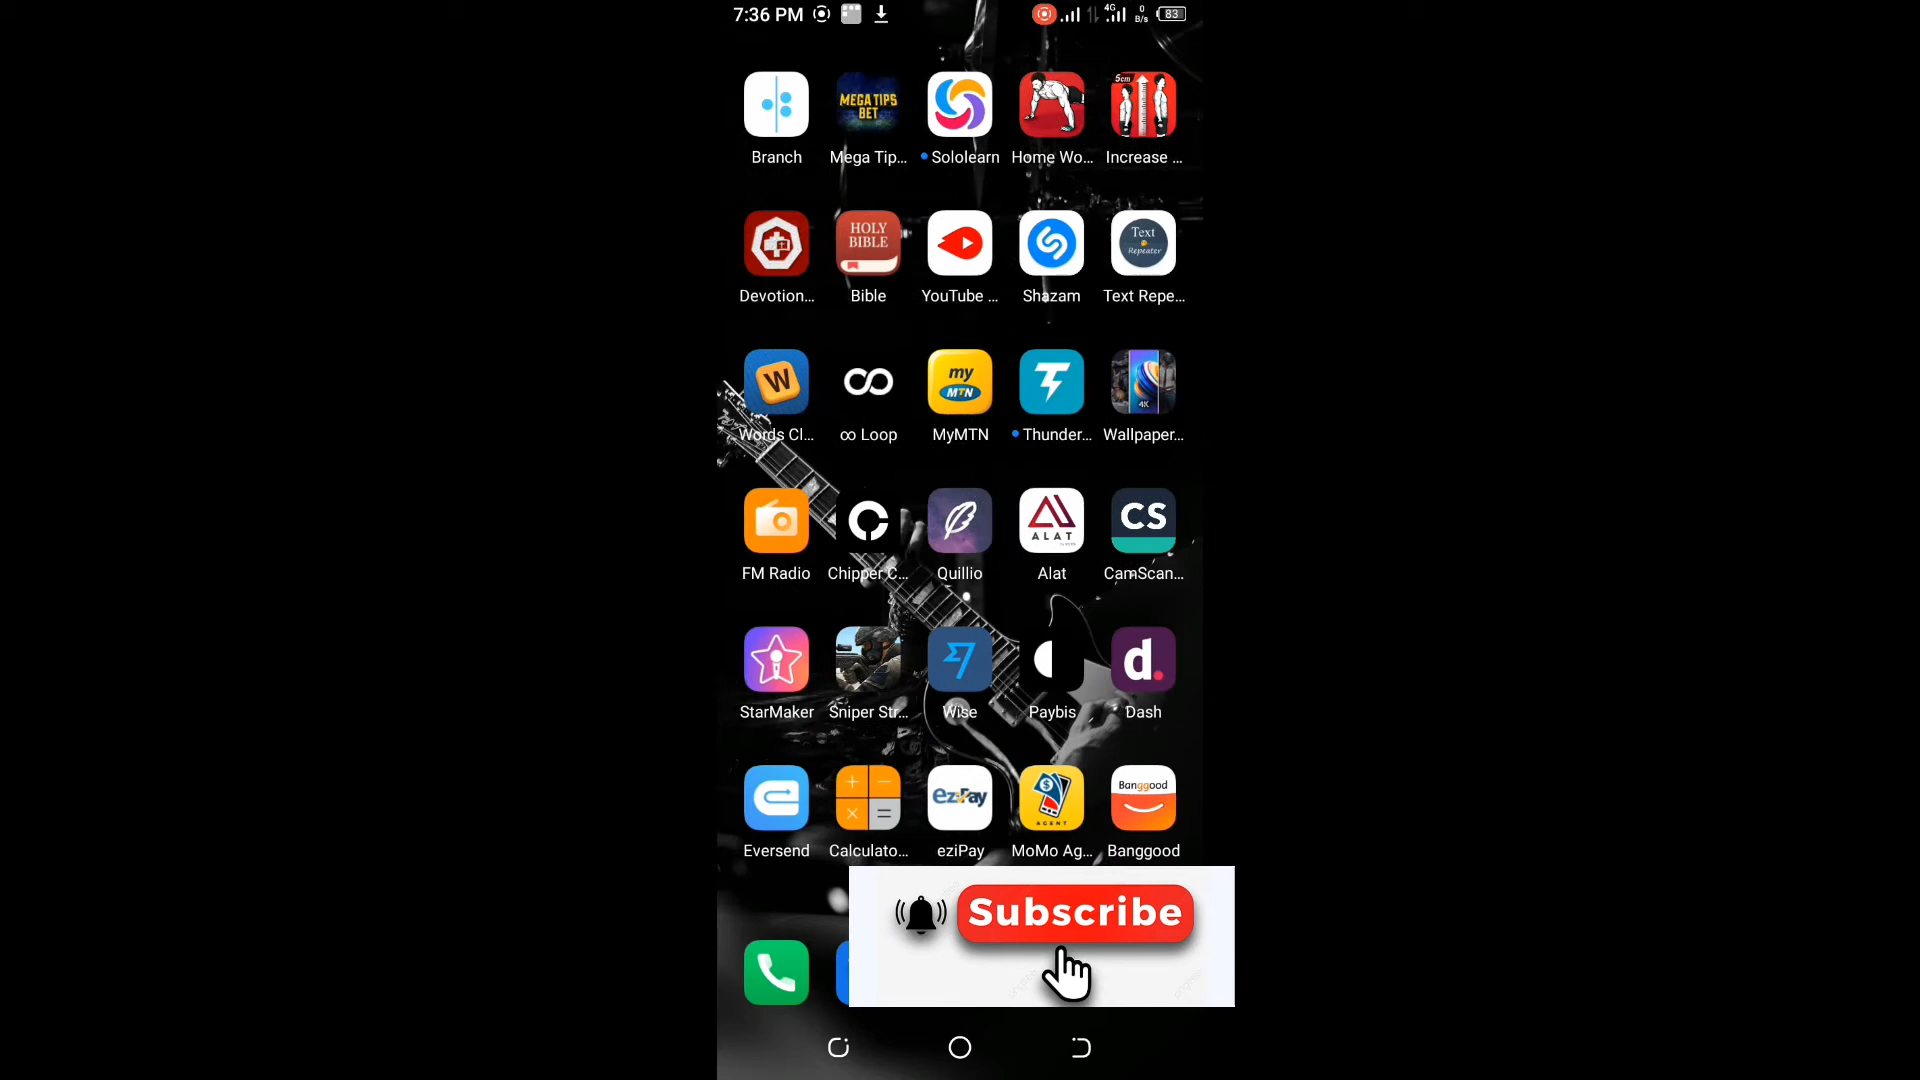 7:36 PM 4G 0 B/s 83
MEGA TIPS BET 5cm
Branch Mega Tip... Sololearn Home Wo... Increase ...
HOLY BIBLE Text Repeater
Devotion... Bible YouTube ... Shazam Text Repe...
W my MTN 4K
Words Cl... ∞ Loop MyMTN Thunder... Wallpaper...
ALAT CS
FM Radio Chipper C... Quillio Alat CamScan...
d.
StarMaker Sniper Str... Wise Paybis Dash
eziPay AGENT Banggood
Eversend Calculato... eziPay MoMo Ag... Banggood
Subscribe